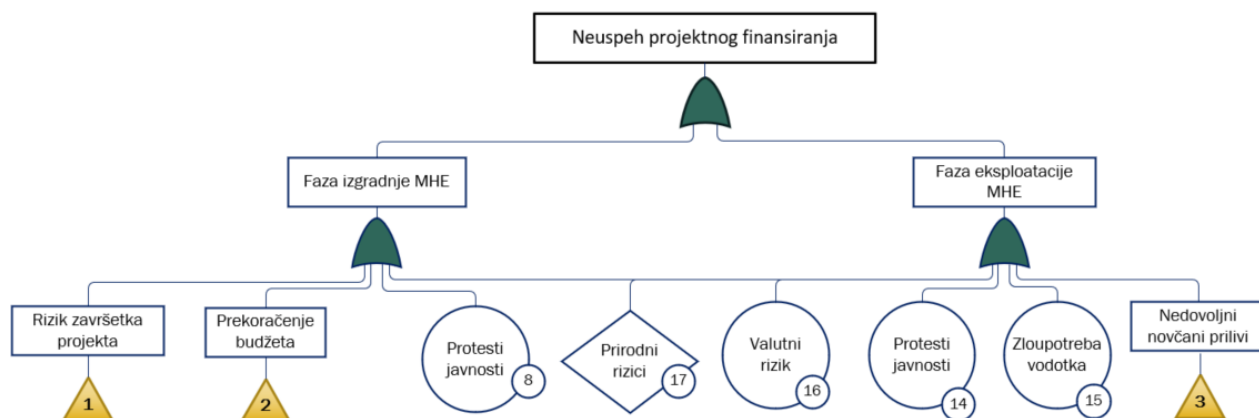 Neuspeh projektnog finansiranja
Faza izgradnje MHE
Faza eksploatacije
MHE
Rizik završetka
projekta
1
Prekoračenje
budžeta
2
Protesti
javnosti
8
Prirodni
rizici
17
Valutni
rizik
16
Protesti
javnosti
14
Zloupotreba
vodotka
15
Nedovoljni
novčani prilivi
3